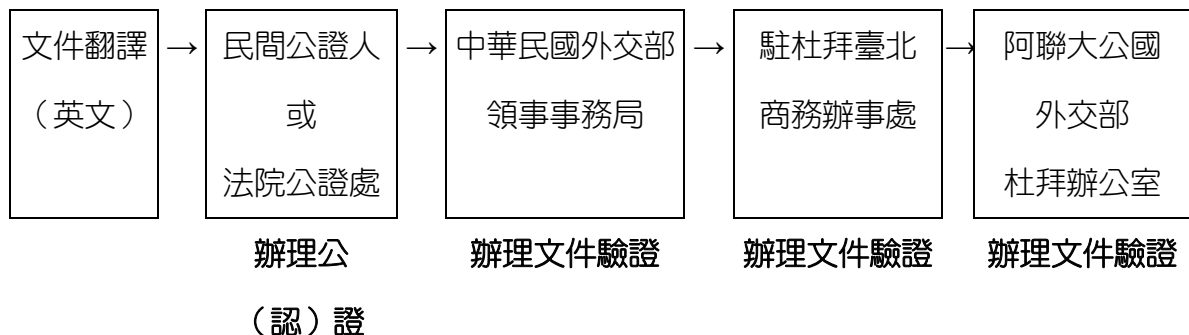 文件翻譯 → 民間公證人 → 中華民國外交部 → 駐杜拜臺北 → 阿聯大公國
（英文） 或 領事事務局 商務辦事處 外交部
法院公證處 杜拜辦公室
辦理公 辦理文件驗證 辦理文件驗證 辦理文件驗證
（認）證